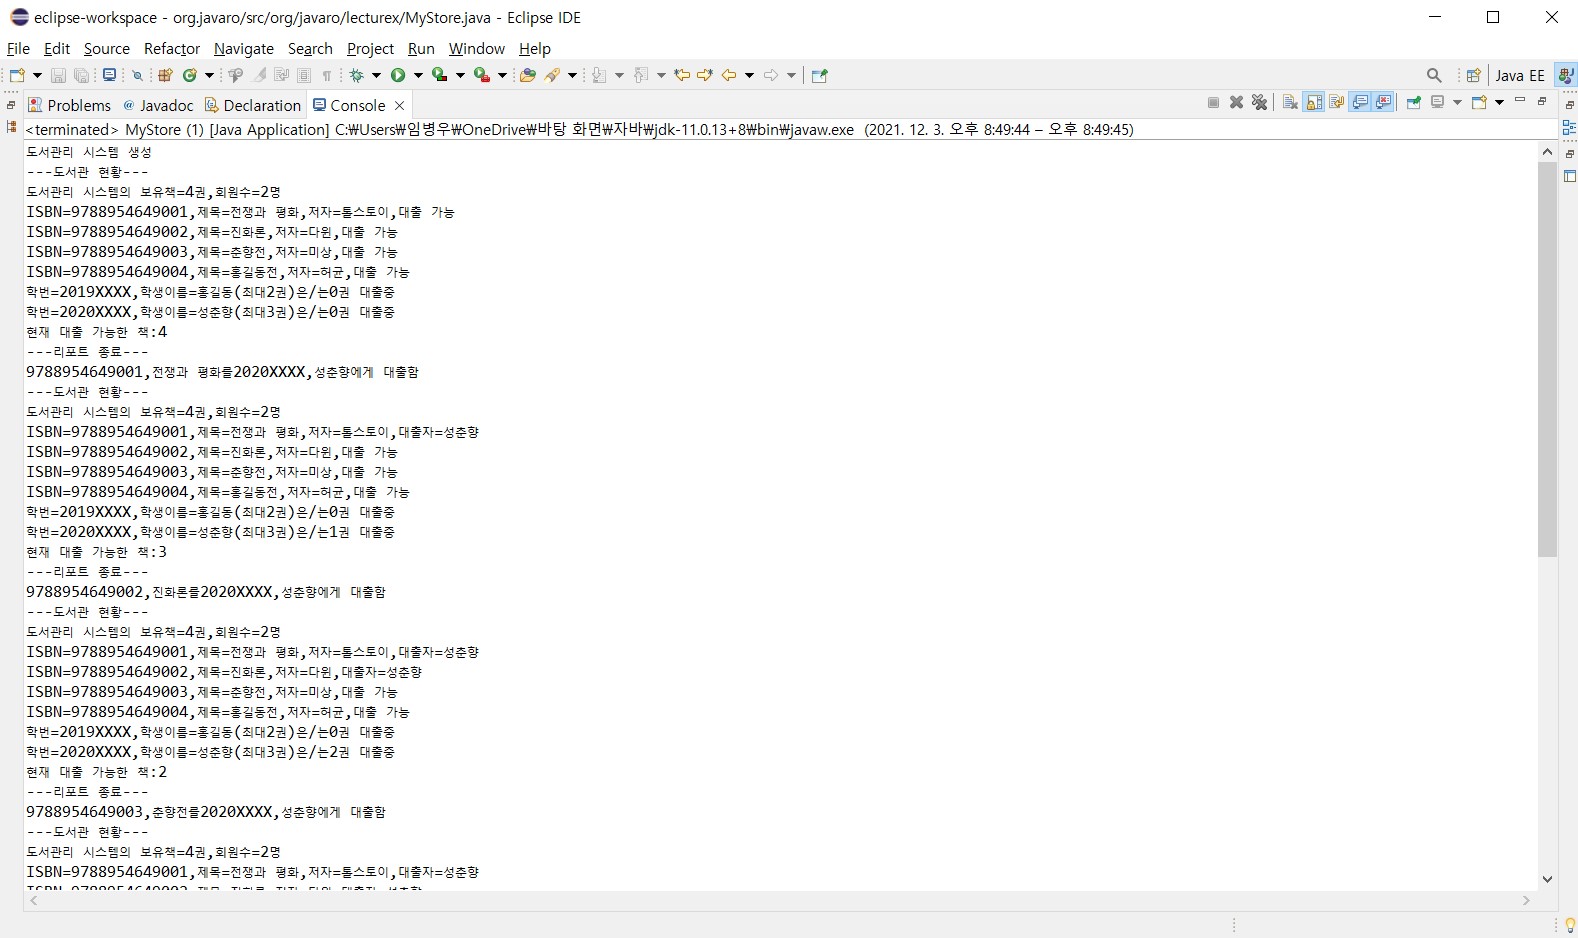 eclipse-workspace - org.javaro/src/org/javaro/lecturex/MyStore.java - Eclipse IDE
File Edit Source Refactor Navigate Search Project Run Window Help
Java EE
Problems @ Javadoc Declaration Console
<terminated> MyStore (1) [Java Application] C:₩Users₩임병우₩OneDrive₩바탕 화면₩자바₩jdk-11.0.13+8₩bin₩javaw.exe (2021. 12. 3. 오후 8:49:44 – 오후 8:49:45)
도서관리 시스템 생성
---도서관 현황---
도서관리 시스템의 보유책=4권,회원수=2명
ISBN=9788954649001,제목=전쟁과 평화,저자=톨스토이,대출 가능
ISBN=9788954649002,제목=진화론,저자=다윈,대출 가능
ISBN=9788954649003,제목=춘향전,저자=미상,대출 가능
ISBN=9788954649004,제목=홍길동전,저자=허균,대출 가능
학번=2019XXXX,학생이름=홍길동(최대2권)은/는0권 대출중
학번=2020XXXX,학생이름=성춘향(최대3권)은/는0권 대출중
현재 대출 가능한 책:4
---리포트 종료---
9788954649001,전쟁과 평화를2020XXXX,성춘향에게 대출함
---도서관 현황---
도서관리 시스템의 보유책=4권,회원수=2명
ISBN=9788954649001,제목=전쟁과 평화,저자=톨스토이,대출자=성춘향
ISBN=9788954649002,제목=진화론,저자=다윈,대출 가능
ISBN=9788954649003,제목=춘향전,저자=미상,대출 가능
ISBN=9788954649004,제목=홍길동전,저자=허균,대출 가능
학번=2019XXXX,학생이름=홍길동(최대2권)은/는0권 대출중
학번=2020XXXX,학생이름=성춘향(최대3권)은/는1권 대출중
현재 대출 가능한 책:3
---리포트 종료---
9788954649002,진화론를2020XXXX,성춘향에게 대출함
---도서관 현황---
도서관리 시스템의 보유책=4권,회원수=2명
ISBN=9788954649001,제목=전쟁과 평화,저자=톨스토이,대출자=성춘향
ISBN=9788954649002,제목=진화론,저자=다윈,대출자=성춘향
ISBN=9788954649003,제목=춘향전,저자=미상,대출 가능
ISBN=9788954649004,제목=홍길동전,저자=허균,대출 가능
학번=2019XXXX,학생이름=홍길동(최대2권)은/는0권 대출중
학번=2020XXXX,학생이름=성춘향(최대3권)은/는2권 대출중
현재 대출 가능한 책:2
---리포트 종료---
9788954649003,춘향전를2020XXXX,성춘향에게 대출함
---도서관 현황---
도서관리 시스템의 보유책=4권,회원수=2명
ISBN=9788954649001,제목=전쟁과 평화,저자=톨스토이,대출자=성춘향